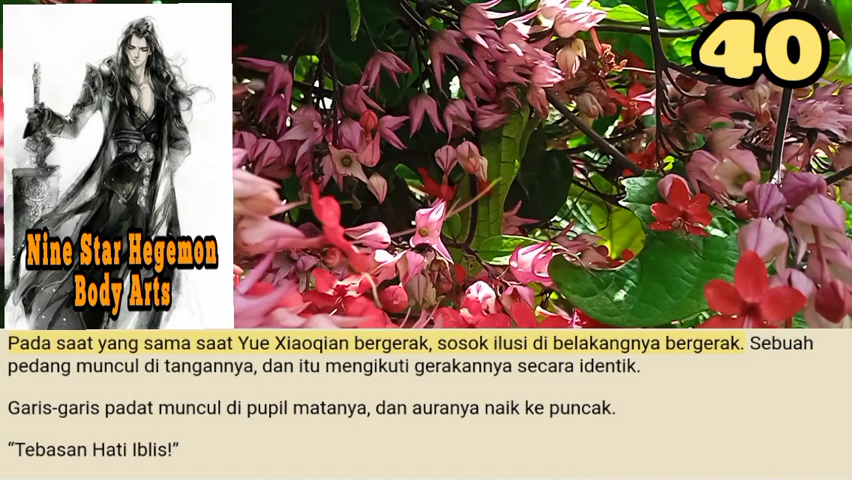 40
Nine Star Hegemon
Body Arts
Pada saat yang sama saat Yue Xiaoqian bergerak, sosok ilusi di belakangnya bergerak. Sebuah
pedang muncul di tangannya, dan itu mengikuti gerakannya secara identik.
Garis-garis padat muncul di pupil matanya, dan auranya naik ke puncak.
“Tebasan Hati Iblis!”